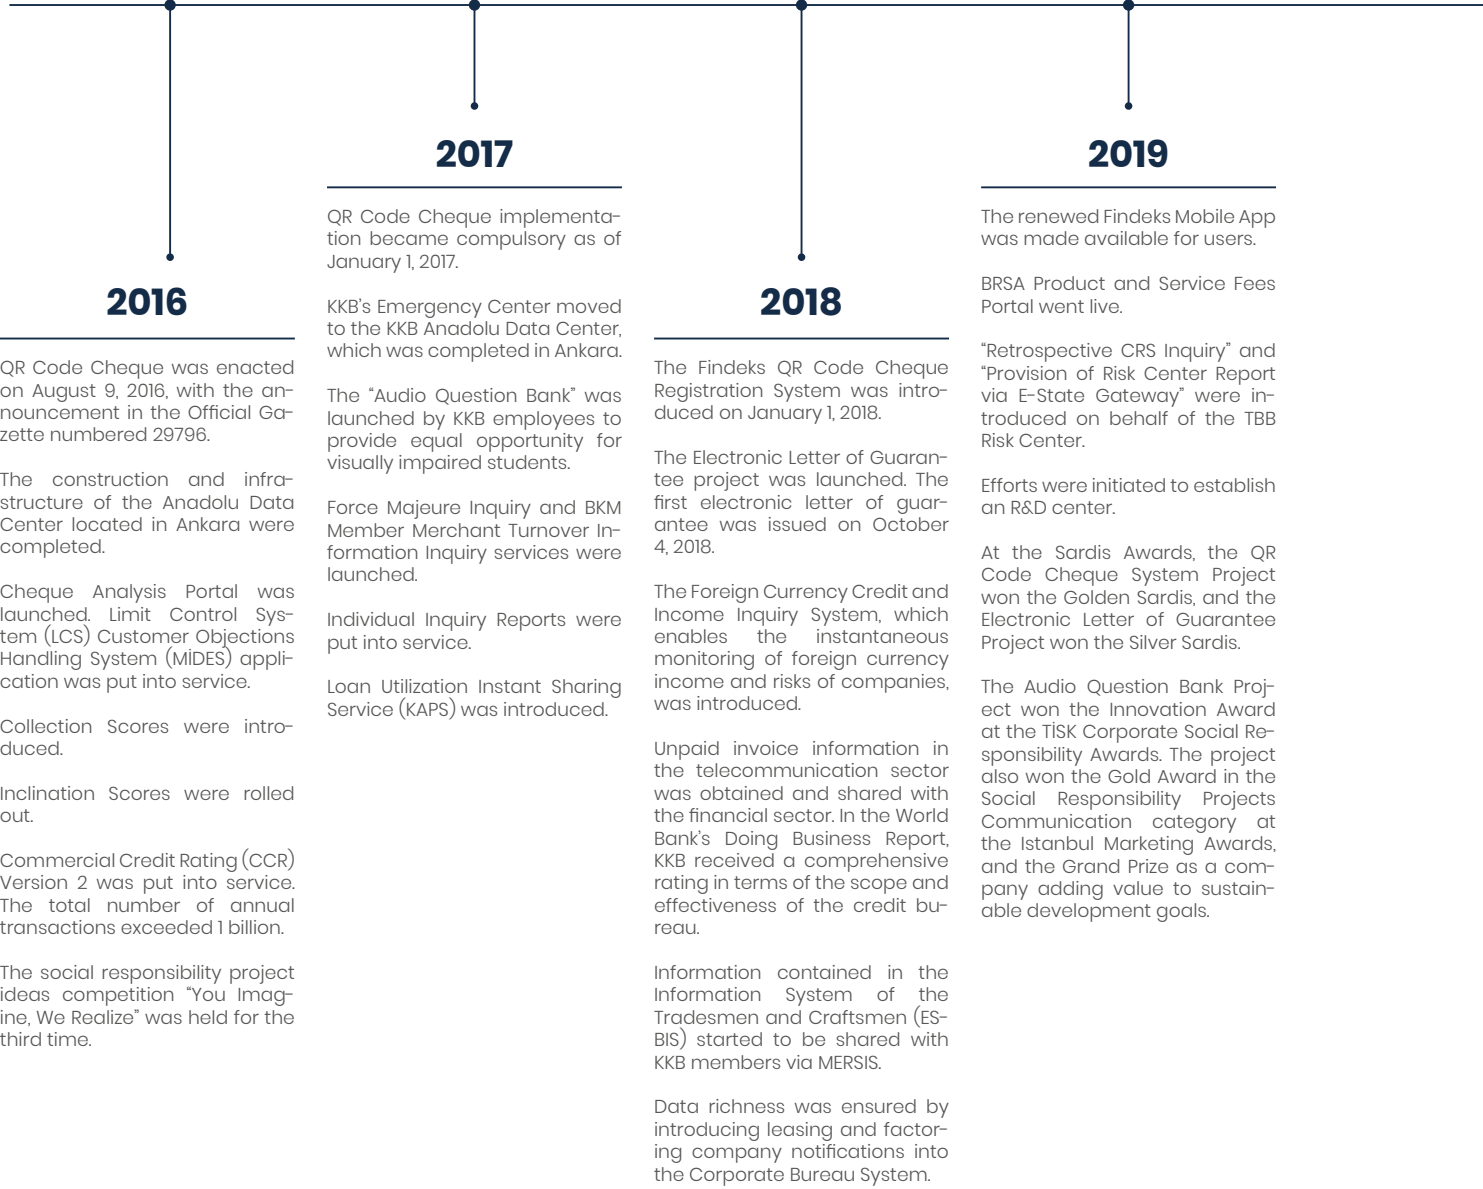 2016
QR Code Cheque was enacted
on August 9, 2016, with the an-
nouncement in the Official Ga-
zette numbered 29796.
The construction and infra-
structure of the Anadolu Data
Center located in Ankara were
completed.
Cheque Analysis Portal was
launched. Limit Control Sys-
tem (LCS) Customer Objections
Handling System (MİDES) appli-
cation was put into service.
Collection Scores were intro-
duced.
Inclination Scores were rolled
out.
Commercial Credit Rating (CCR)
Version 2 was put into service.
The total number of annual
transactions exceeded 1 billion.
The social responsibility project
ideas competition “You Imag-
ine, We Realize” was held for the
third time.
2017
QR Code Cheque implementa-
tion became compulsory as of
January 1, 2017.
KKB’s Emergency Center moved
to the KKB Anadolu Data Center,
which was completed in Ankara.
The “Audio Question Bank” was
launched by KKB employees to
provide equal opportunity for
visually impaired students.
Force Majeure Inquiry and BKM
Member Merchant Turnover In-
formation Inquiry services were
launched.
Individual Inquiry Reports were
put into service.
Loan Utilization Instant Sharing
Service (KAPS) was introduced.
2018
The Findeks QR Code Cheque
Registration System was intro-
duced on January 1, 2018.
The Electronic Letter of Guaran-
tee project was launched. The
first electronic letter of guar-
antee was issued on October
4, 2018.
The Foreign Currency Credit and
Income Inquiry System, which
enables the instantaneous
monitoring of foreign currency
income and risks of companies,
was introduced.
Unpaid invoice information in
the telecommunication sector
was obtained and shared with
the financial sector. In the World
Bank’s Doing Business Report,
KKB received a comprehensive
rating in terms of the scope and
effectiveness of the credit bu-
reau.
Information contained in the
Information System of the
Tradesmen and Craftsmen (ES-
BIS) started to be shared with
KKB members via MERSIS.
Data richness was ensured by
introducing leasing and factor-
ing company notifications into
the Corporate Bureau System.
2019
The renewed Findeks Mobile App
was made available for users.
BRSA Product and Service Fees
Portal went live.
“Retrospective CRS Inquiry” and
“Provision of Risk Center Report
via E-State Gateway” were in-
troduced on behalf of the TBB
Risk Center.
Efforts were initiated to establish
an R&D center.
At the Sardis Awards, the QR
Code Cheque System Project
won the Golden Sardis, and the
Electronic Letter of Guarantee
Project won the Silver Sardis.
The Audio Question Bank Proj-
ect won the Innovation Award
at the TİSK Corporate Social Re-
sponsibility Awards. The project
also won the Gold Award in the
Social Responsibility Projects
Communication category at
the Istanbul Marketing Awards,
and the Grand Prize as a com-
pany adding value to sustain-
able development goals.